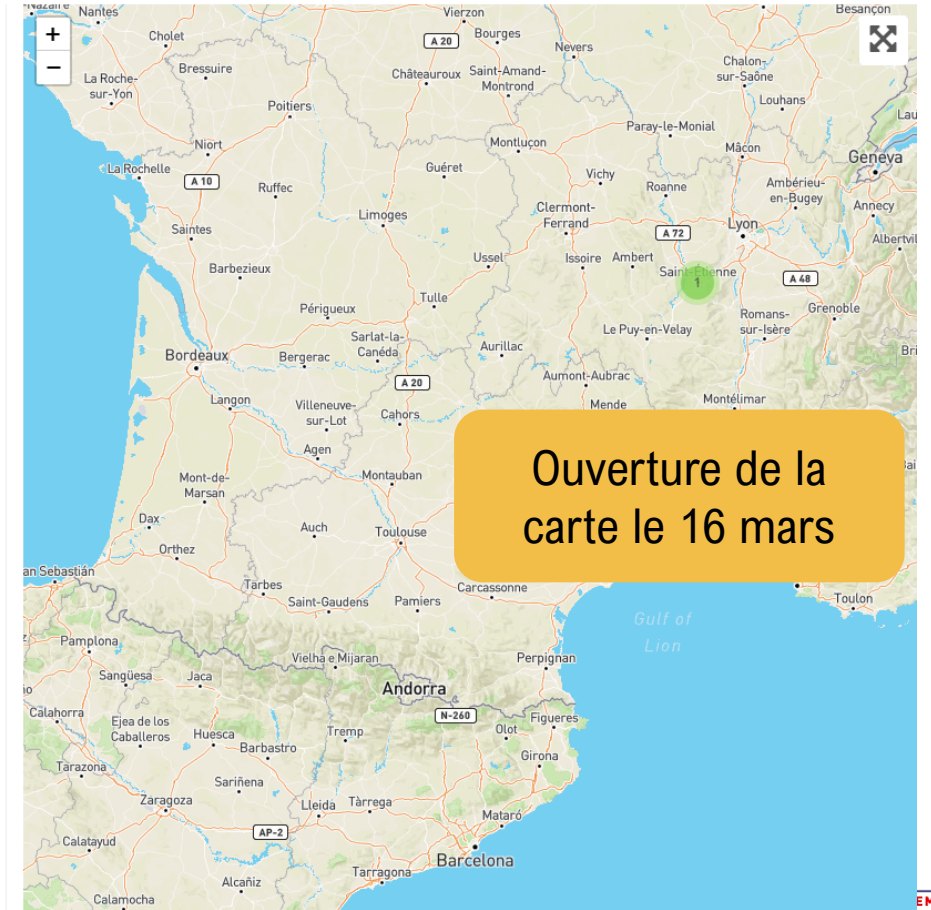 Nantes
Vierzon
Besançon
+
−
Cholet
A 20
Bourges
Nevers
Chalon-
sur-Saône
La Roche-
sur-Yon
Bressuire
Châteauroux
Saint-Amand-
Montrond
Louhans
Poitiers
Paray-le-Monial
Niort
Montluçon
Mâcon
Geneva
La Rochelle
A 10
Ruffec
Guéret
Vichy
Roanne
Ambérieu-
en-Bugey
Annecy
Saintes
Limoges
Clermont-
Ferrand
A 72
Lyon
Barbezieux
Ussel
Issoire
Ambert
Saint-Étienne
1
A 48
Périgueux
Tulle
Le Puy-en-Velay
Romans-
sur-Isère
Grenoble
Bordeaux
Bergerac
Sarlat-la-
Canéda
Aurillac
A 20
Aumont-Aubrac
Langon
Villeneuve-
sur-Lot
Cahors
Mende
Montélimar
Agen
Mont-de-
Marsan
Montauban
Ouverture de la
carte le 16 mars
Dax
Auch
Toulouse
Orthez
an Sebastián
Tarbes
Saint-Gaudens
Pamiers
Carcassonne
Toulon
Gulf of
Lion
Pamplona
Vielha e Mijaran
Perpignan
Sangüesa
Jaca
Andorra
N-260
Calahorra
Ejea de los
Caballeros
Huesca
Barbastro
Tremp
Olot
Figueres
Girona
Tarazona
Sariñena
Zaragoza
Lleida
Tàrrega
Mataró
AP-2
Calatayud
Barcelona
Tarragona
Alcañiz
Calamocha